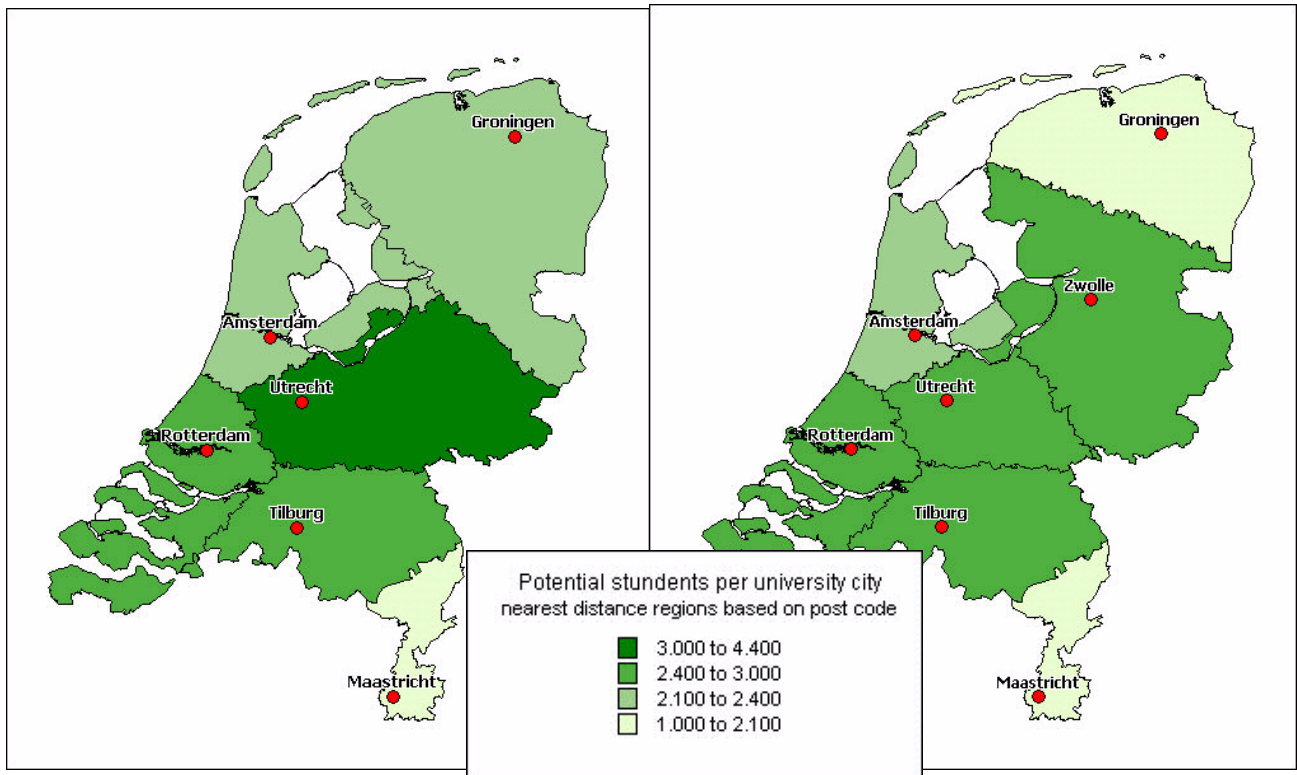 Groningen
Amsterdam
Utrecht
Rotterdam
Tilburg
Maastricht
Groningen
Zwolle
Amsterdam
Utrecht
Rotterdam
Tilburg
Maastricht
Potential stundents per university city
nearest distance regions based on post code
3.000 to 4.400
2.400 to 3.000
2.100 to 2.400
1.000 to 2.100